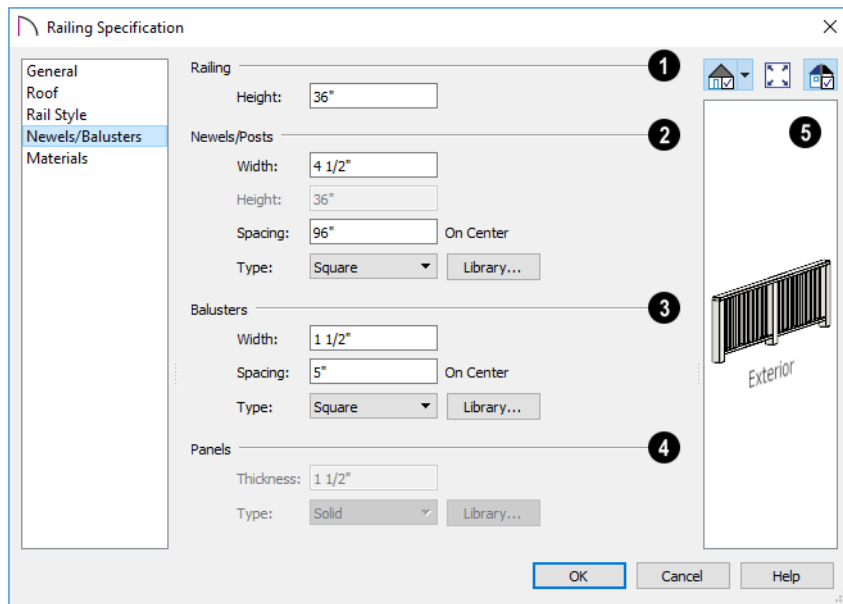 Railing Specification
General
Roof
Rail Style
Newels/Balusters
Materials
Railing 1
Height: 36"
Newels/Posts 2
Width: 4 1/2"
Height: 36"
Spacing: 96" On Center
Type: Square Library...
Balusters 3
Width: 1 1/2"
Spacing: 5" On Center
Type: Square Library...
Panels 4
Thickness: 1 1/2"
Type: Solid Library...
5
Exterior
OK Cancel Help